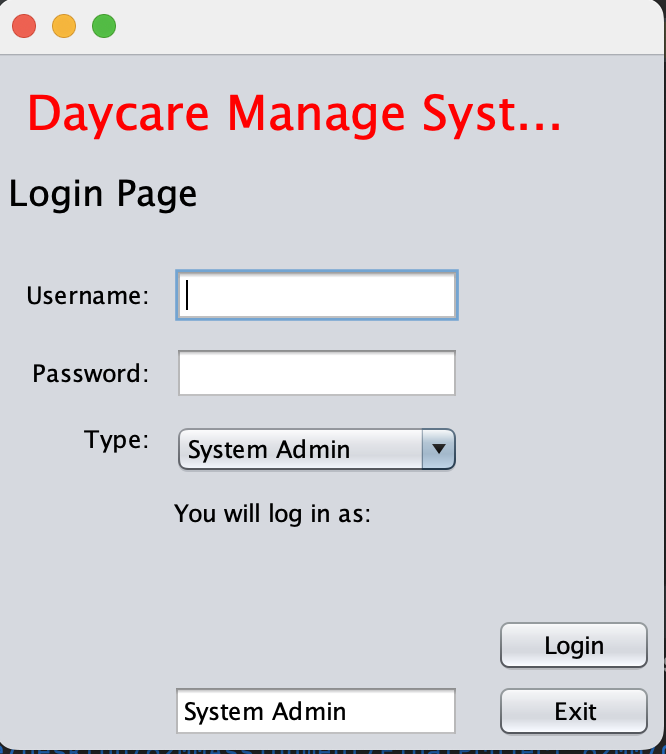 Daycare Manage Syst...
Login Page
Username:
Password:
Type:
System Admin
You will log in as:
Login
System Admin
Exit